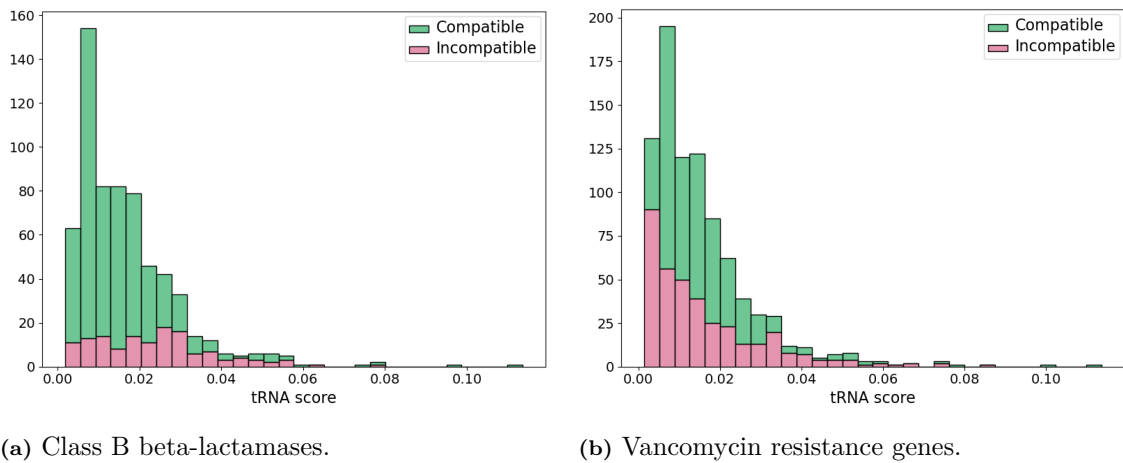 160
140
120
100
80
60
40
20
0
0.00 0.02 0.04 0.06 0.08 0.10
tRNA score
Compatible
Incompatible
(a) Class B beta-lactamases.
200
175
150
125
100
75
50
25
0
0.00 0.02 0.04 0.06 0.08 0.10
tRNA score
Compatible
Incompatible
(b) Vancomycin resistance genes.